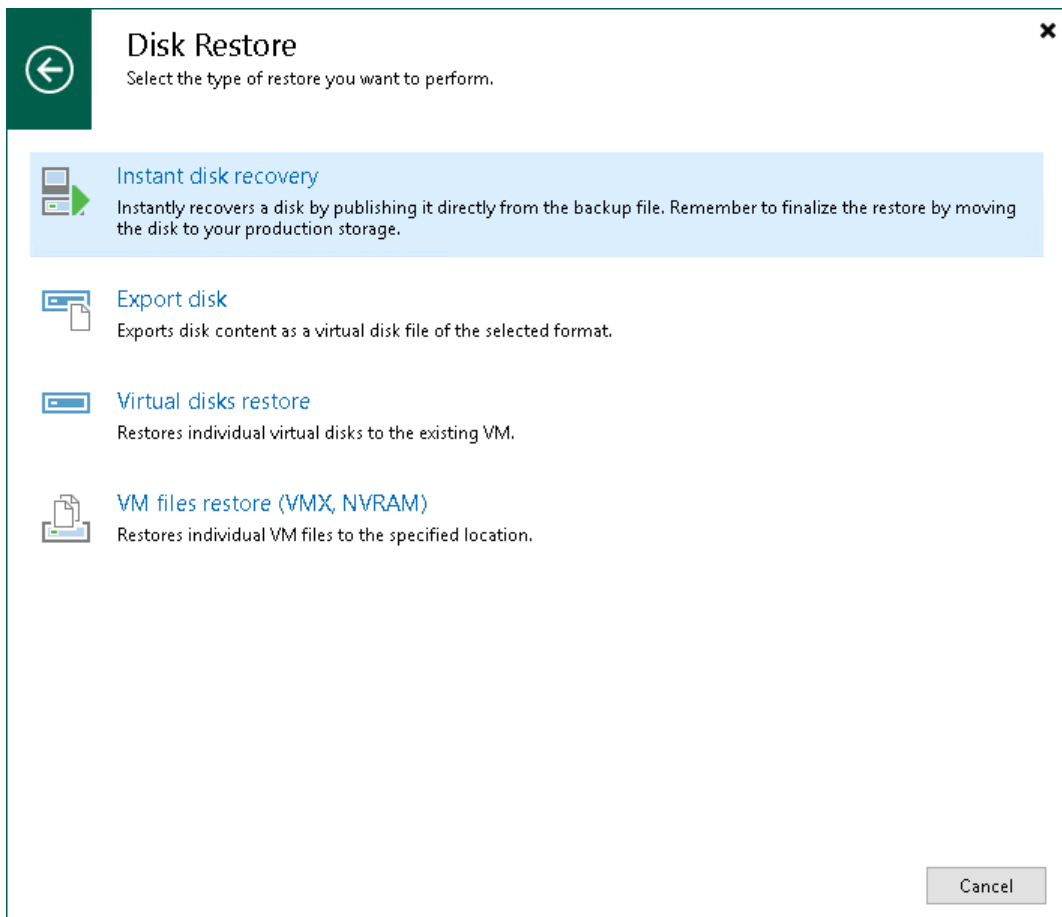 Disk Restore
Select the type of restore you want to perform.
Instant disk recovery
Instantly recovers a disk by publishing it directly from the backup file. Remember to finalize the restore by moving
the disk to your production storage.
Export disk
Exports disk content as a virtual disk file of the selected format.
Virtual disks restore
Restores individual virtual disks to the existing VM.
VM files restore (VMX, NVRAM)
Restores individual VM files to the specified location.
Cancel